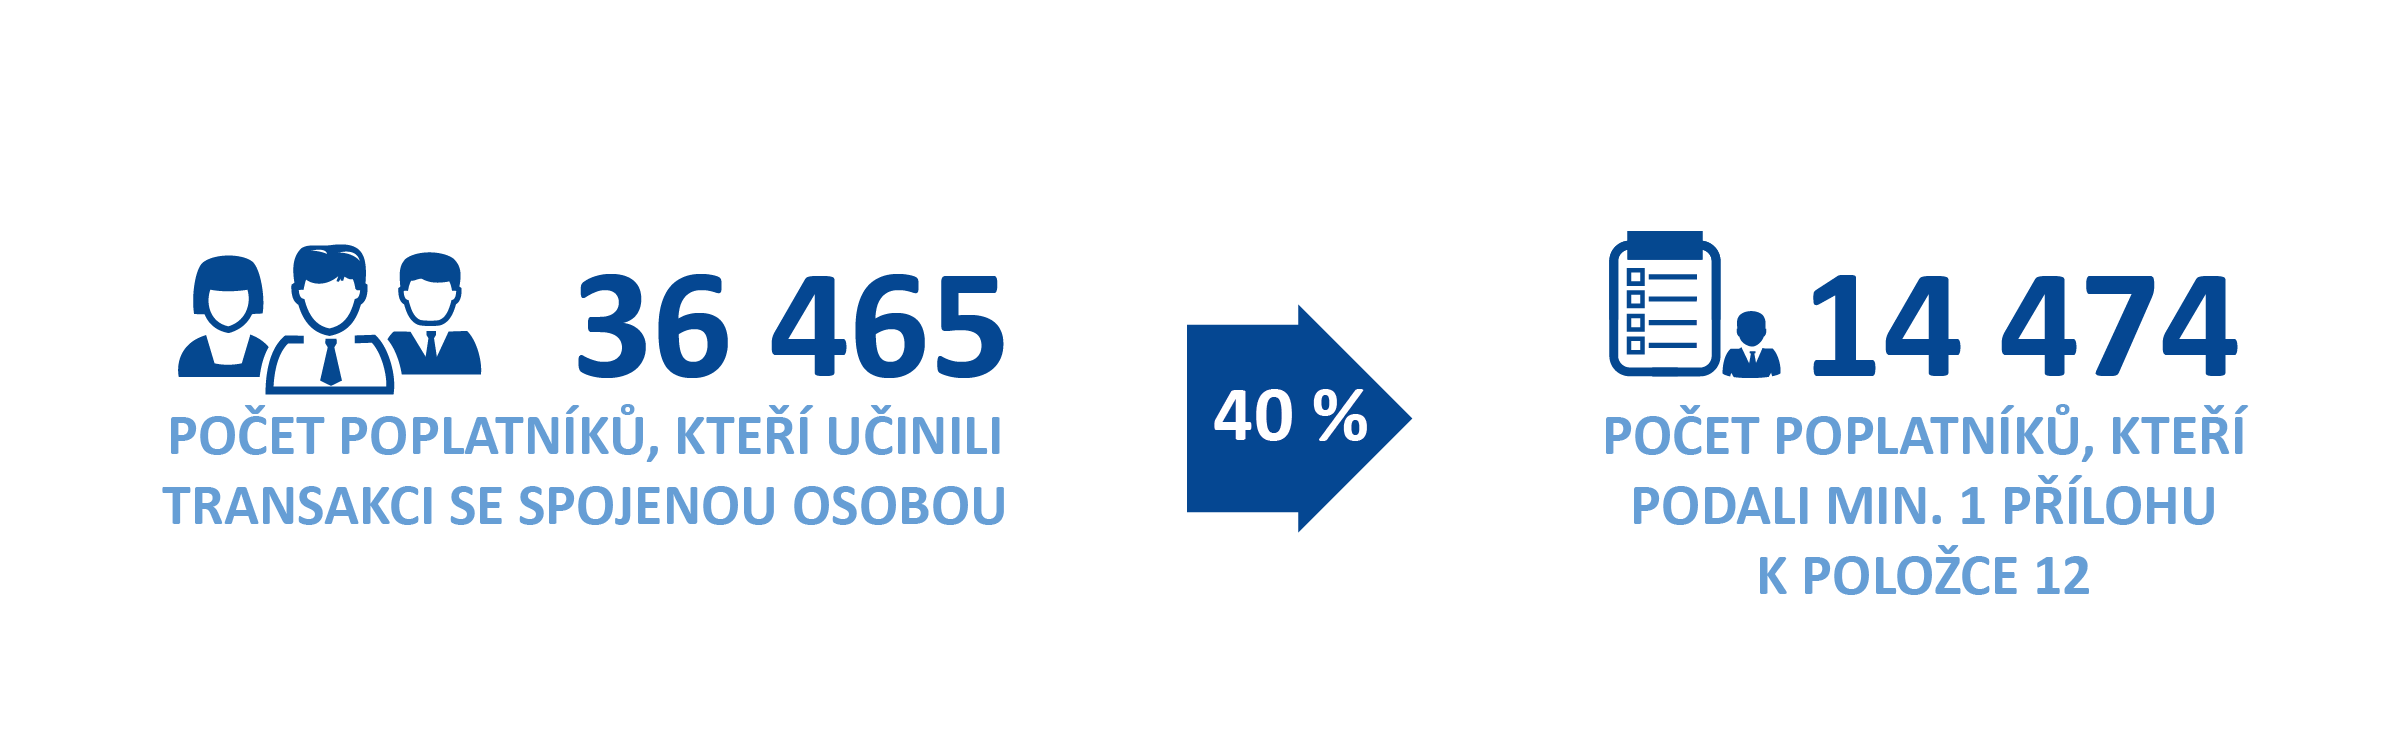 36 465
POČET POPLATNÍKŮ, KTEŘÍ UČINILI
TRANSAKCI SE SPOJENOU OSOBOU
40 %
14 474
POČET POPLATNÍKŮ, KTEŘÍ
PODALI MIN. 1 PŘÍLOHU
K POLOŽCE 12